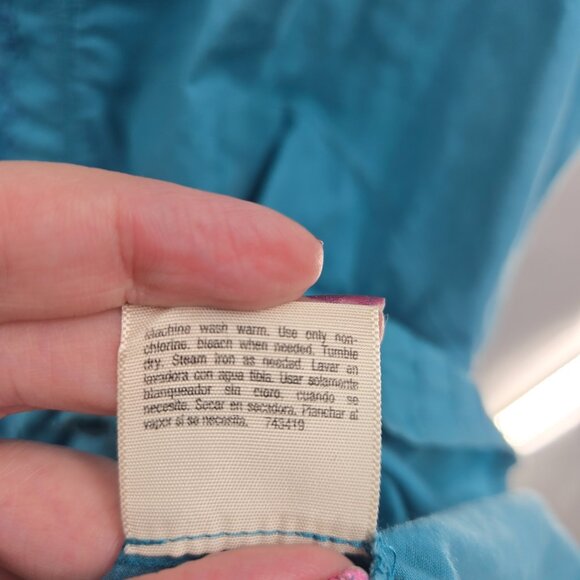 Machine wash warm. Use only non-
chlorine, bleach when needed. Tumble
dry. Steam iron as needed. Lavar en
lavadora con agua tibia. Usar solamente
blanqueador sin cloro, cuando se
necesite. Secar en secadora. Planchar al
vapor si se necesita. 743419